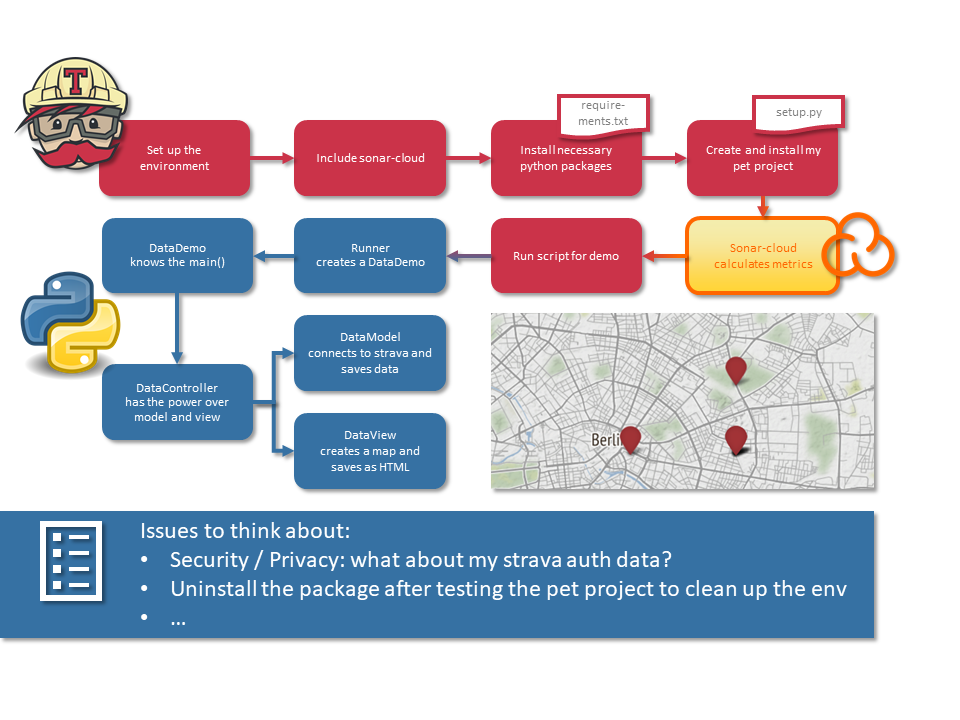 T
require-
ments.txt
setup.py
Set up the
environment
Include sonar-cloud
Install necessary
python packages
Create and install my
pet project
DataDemo
knows the main()
Runner
creates a DataDemo
Run script for demo
Sonar-cloud
calculates metrics
DataModel
connects to strava and
saves data
DataController
has the power over
model and view
DataView
creates a map and
saves as HTML
Berli
Issues to think about:
• Security / Privacy: what about my strava auth data?
• Uninstall the package after testing the pet project to clean up the env
• ...